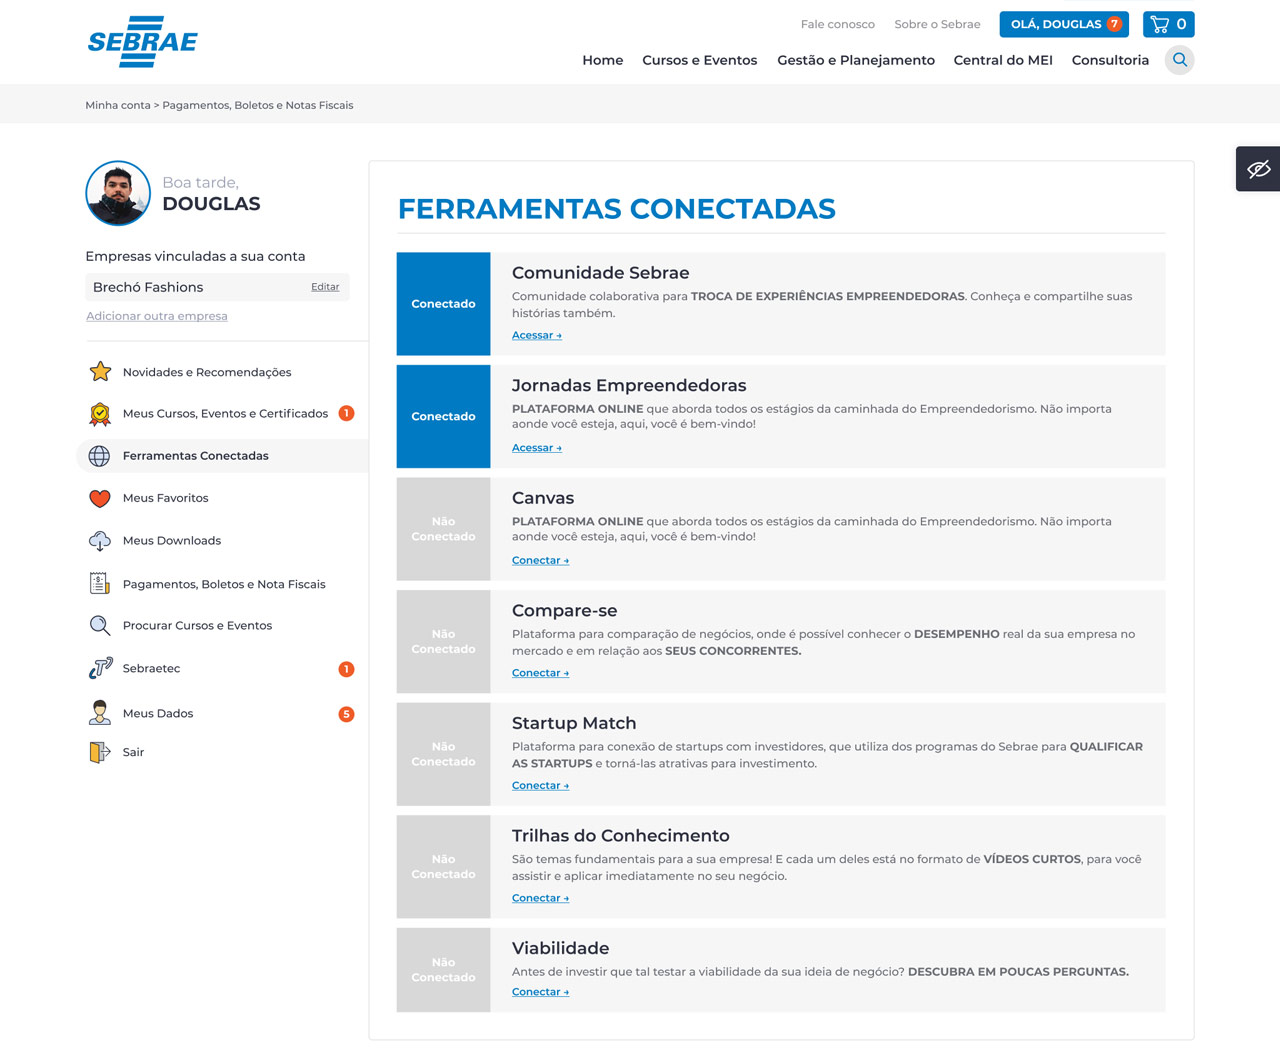 SEBRAE
Fale conosco
Sobre o Sebrae
OLÁ, DOUGLAS 7
0
Home
Cursos e Eventos
Gestão e Planejamento
Central do MEI
Consultoria
Minha conta > Pagamentos, Boletos e Notas Fiscais
Boa tarde,
DOUGLAS
Empresas vinculadas a sua conta
Brechó Fashions
Editar
Adicionar outra empresa
Novidades e Recomendações
Meus Cursos, Eventos e Certificados 1
Ferramentas Conectadas
Meus Favoritos
Meus Downloads
Pagamentos, Boletos e Nota Fiscais
Procurar Cursos e Eventos
Sebraetec 1
Meus Dados 5
Sair
FERRAMENTAS CONECTADAS
Conectado
Comunidade Sebrae
Comunidade colaborativa para TROCA DE EXPERIÊNCIAS EMPREENDEDORAS. Conheça e compartilhe suas
histórias também.
Acessar →
Conectado
Jornadas Empreendedoras
PLATAFORMA ONLINE que aborda todos os estágios da caminhada do Empreendedorismo. Não importa
aonde você esteja, aqui, você é bem-vindo!
Acessar →
Não
Conectado
Canvas
PLATAFORMA ONLINE que aborda todos os estágios da caminhada do Empreendedorismo. Não importa
aonde você esteja, aqui, você é bem-vindo!
Conectar →
Não
Conectado
Compare-se
Plataforma para comparação de negócios, onde é possível conhecer o DESEMPENHO real da sua empresa no
mercado e em relação aos SEUS CONCORRENTES.
Conectar →
Não
Conectado
Startup Match
Plataforma para conexão de startups com investidores, que utiliza dos programas do Sebrae para QUALIFICAR
AS STARTUPS e torná-las atrativas para investimento.
Conectar →
Não
Conectado
Trilhas do Conhecimento
São temas fundamentais para a sua empresa! E cada um deles está no formato de VÍDEOS CURTOS, para você
assistir e aplicar imediatamente no seu negócio.
Conectar →
Não
Conectado
Viabilidade
Antes de investir que tal testar a viabilidade da sua ideia de negócio? DESCUBRA EM POUCAS PERGUNTAS.
Conectar →